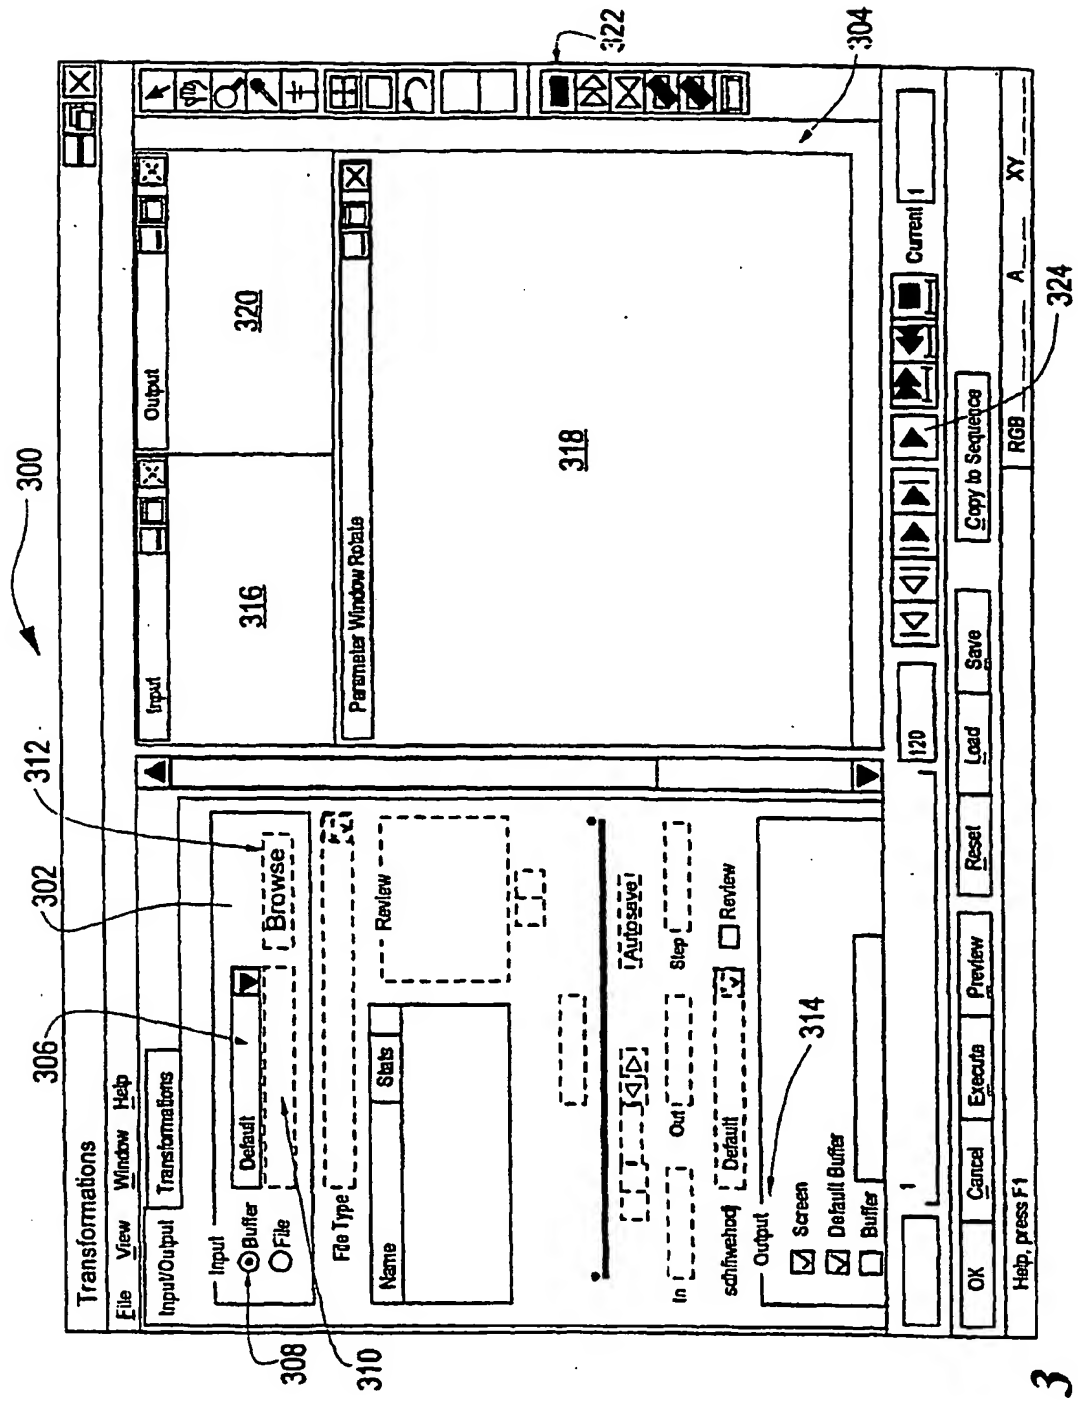 300
Transformations
File View Window Help
Input/Output Transformations
306
302
312
Input
Buffer
File
Default
Browse
308
310
File Type
Name Stats
Review
In Out Step
Autosave
Default
Review
Output
314
Screen
Default Buffer
Buffer
Input
Output
316
320
Parameter Window Rotate
318
322
304
1
120
Current 1
324
OK Cancel Execute Preview Reset Load Save Copy to Sequence
Help, press F1
RGB A XY
3